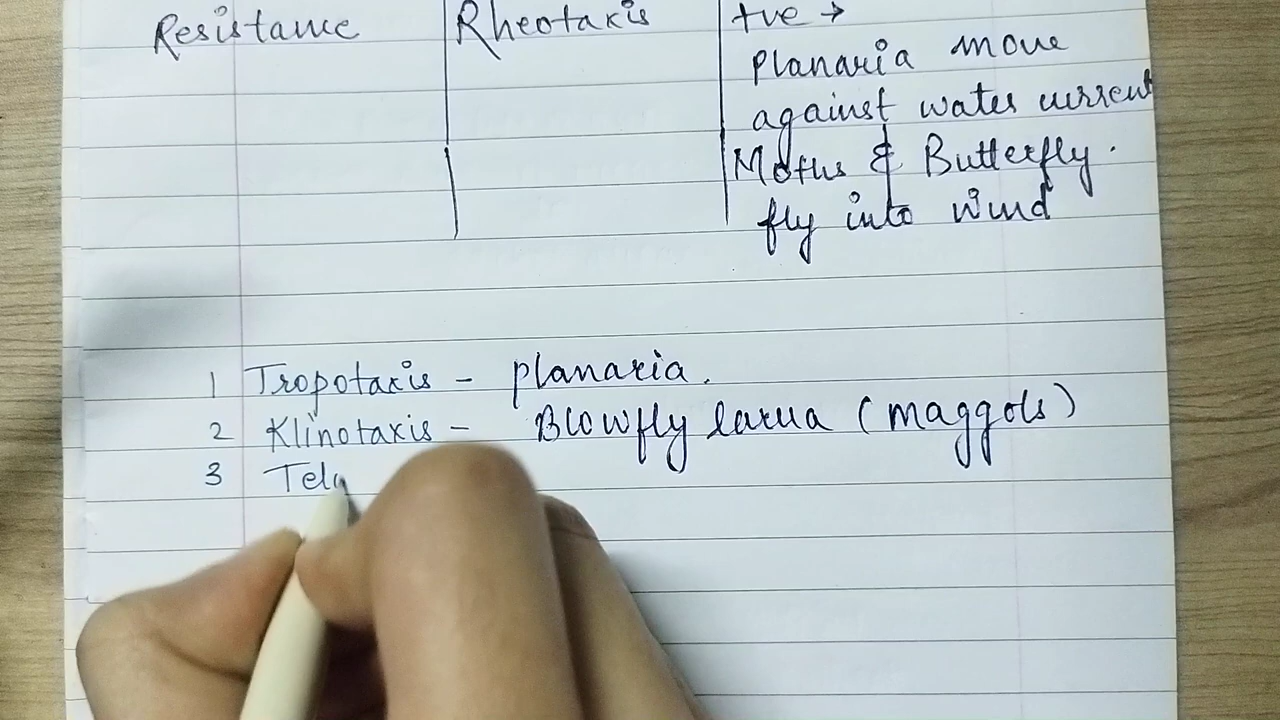 Resistance Rheotaxis +ve →
planaria move
against water current
Moths & Butterfly.
fly into wind
1 Tropotaxis - planaria.
2 Klinotaxis - Blowfly larva (maggots)
3 Telo